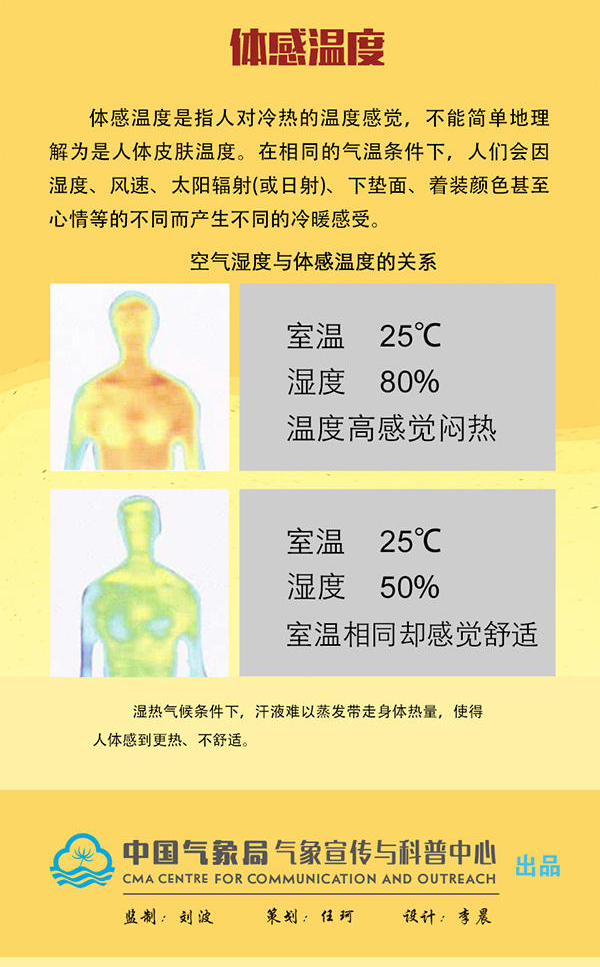 体感温度
体感温度是指人对冷热的温度感觉，不能简单地理
解为是人体皮肤温度。在相同的气温条件下，人们会因
湿度、风速、太阳辐射(或日射)、下垫面、着装颜色甚至
心情等的不同而产生不同的冷暖感受。
空气湿度与体感温度的关系
室温 25℃
湿度 80%
温度高感觉闷热
室温 25℃
湿度 50%
室温相同却感觉舒适
湿热气候条件下，汗液难以蒸发带走身体热量，使得
人体感到更热、不舒适。
中国气象局气象宣传与科普中心 出品
CMA CENTRE FOR COMMUNICATION AND OUTREACH
监制：刘波 策划：任珂 设计：李晨